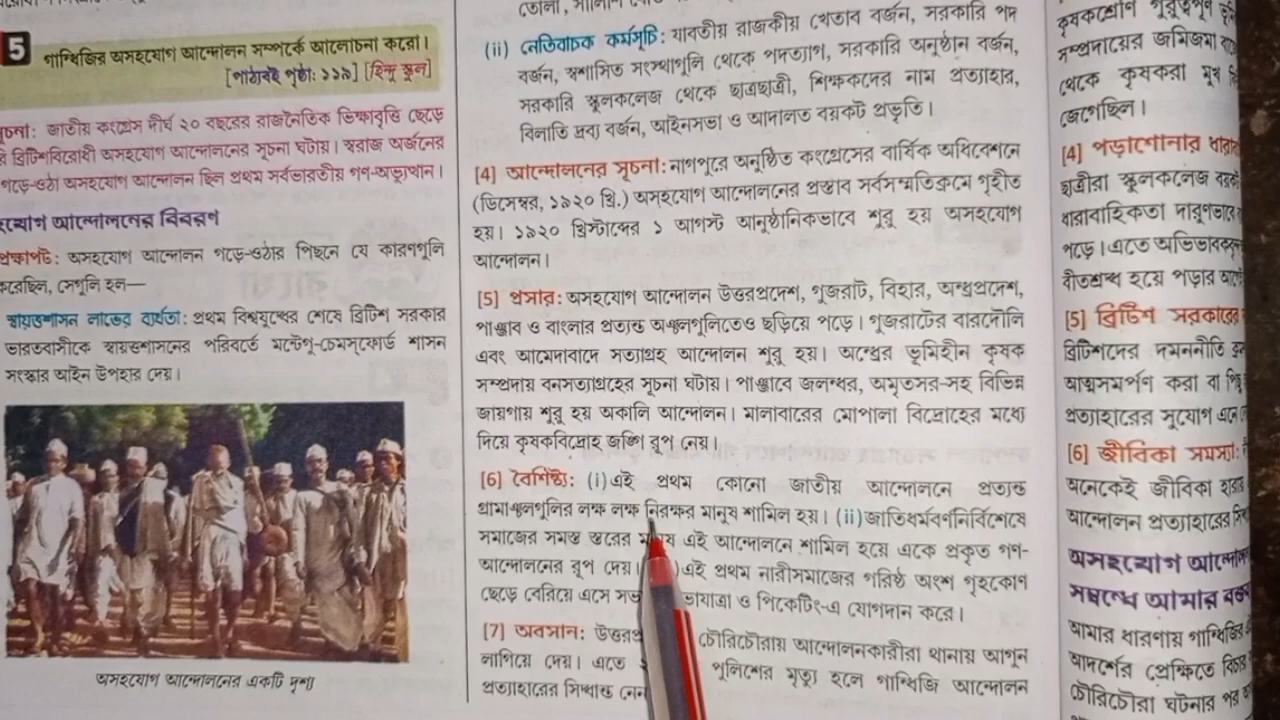 5
গান্ধিজির অসহযোগ আন্দোলন সম্পর্কে আলোচনা করো।
[পাঠ্যবই পৃষ্ঠা: ১১৯] [হিন্দু স্কুল]
চনা: জাতীয় কংগ্রেস দীর্ঘ ২০ বছরের রাজনৈতিক ভিক্ষাবৃত্তি ছেড়ে
ব্রিটিশবিরোধী অসহযোগ আন্দোলনের সূচনা ঘটায়। স্বরাজ অর্জনের
গড়ে-ওঠা অসহযোগ আন্দোলন ছিল প্রথম সর্বভারতীয় গণ-অভ্যুত্থান।
হযোগ আন্দোলনের বিবরণ
প্রক্ষাপট: অসহযোগ আন্দোলন গড়ে-ওঠার পিছনে যে কারণগুলি
করেছিল, সেগুলি হল—
স্বায়ত্তশাসন লাভের ব্যর্থতা: প্রথম বিশ্বযুদ্ধের শেষে ব্রিটিশ সরকার
ভারতবাসীকে স্বায়ত্তশাসনের পরিবর্তে মন্টেগু-চেমসফোর্ড শাসন
সংস্কার আইন উপহার দেয়।
অসহযোগ আন্দোলনের একটি দৃশ্য
(ii) নেতিবাচক কর্মসূচি: যাবতীয় রাজকীয় খেতাব বর্জন, সরকারি পদ
বর্জন, স্বশাসিত সংস্থাগুলি থেকে পদত্যাগ, সরকারি অনুষ্ঠান বর্জন,
সরকারি স্কুলকলেজ থেকে ছাত্রছাত্রী, শিক্ষকদের নাম প্রত্যাহার,
বিলাতি দ্রব্য বর্জন, আইনসভা ও আদালত বয়কট প্রভৃতি।
[4] আন্দোলনের সূচনা: নাগপুরে অনুষ্ঠিত কংগ্রেসের বার্ষিক অধিবেশনে
(ডিসেম্বর, ১৯২০ খ্রি.) অসহযোগ আন্দোলনের প্রস্তাব সর্বসম্মতিক্রমে গৃহীত
হয়। ১৯২০ খ্রিস্টাব্দের ১ আগস্ট আনুষ্ঠানিকভাবে শুরু হয় অসহযোগ
আন্দোলন।
[5] প্রসার: অসহযোগ আন্দোলন উত্তরপ্রদেশ, গুজরাট, বিহার, অন্ধ্রপ্রদেশ,
পাঞ্জাব ও বাংলার প্রত্যন্ত অঞ্চলগুলিতেও ছড়িয়ে পড়ে। গুজরাটের বারদৌলি
এবং আমেদাবাদে সত্যাগ্রহ আন্দোলন শুরু হয়। অন্ধ্রের ভূমিহীন কৃষক
সম্প্রদায় বনসত্যাগ্রহের সূচনা ঘটায়। পাঞ্জাবে জলন্ধর, অমৃতসর-সহ বিভিন্ন
জায়গায় শুরু হয় অকালি আন্দোলন। মালাবারের মোপালা বিদ্রোহের মধ্যে
দিয়ে কৃষকবিদ্রোহ জঙ্গি রূপ নেয়।
[6] বৈশিষ্ট্য: (i) এই প্রথম কোনো জাতীয় আন্দোলনে প্রত্যন্ত
গ্রামাঞ্চলগুলির লক্ষ লক্ষ নিরক্ষর মানুষ শামিল হয়। (ii) জাতিধর্মবর্ণনির্বিশেষে
সমাজের সমস্ত স্তরের এই আন্দোলনে শামিল হয়ে একে প্রকৃত গণ-
আন্দোলনের রূপ দেয়। এই প্রথম নারীসমাজের গরিষ্ঠ অংশ গৃহকোণ
ছেড়ে বেরিয়ে এসে সভ ভাযাত্রা ও পিকেটিং-এ যোগদান করে।
[7] অবসান: উত্তরপ্র চৌরিচৌরায় আন্দোলনকারীরা থানায় আগুন
লাগিয়ে দেয়। এতে পুলিশের মৃত্যু হলে গান্ধিজি আন্দোলন
প্রত্যাহারের সিদ্ধান্ত নেন
কৃষকশ্রেণি গুরুত্বপূর্ণ
সম্প্রদায়ের জমিজমা
থেকে কৃষকরা মুখ
জেগেছিল।
[4] পড়াশোনার ধারা
ছাত্রীরা স্কুলকলেজ বয়ক
ধারাবাহিকতা দারুণভাবে
পড়ে। এতে অভিভাবক
বীতশ্রদ্ধ হয়ে পড়ার
[5] ব্রিটিশ সরকারের
ব্রিটিশদের দমননীতি
আত্মসমর্পণ করা বা
প্রত্যাহারের সুযোগ এনে
[6] জীবিকা সমস্যা:
অনেকেই জীবিকা হারা
আন্দোলন প্রত্যাহারের
অসহযোগ আন্দোল
সম্বন্ধে আমার বক্তব
আমার ধারণায় গান্ধিজির
আদর্শের প্রেক্ষিতে
চৌরিচৌরা ঘটনার পর